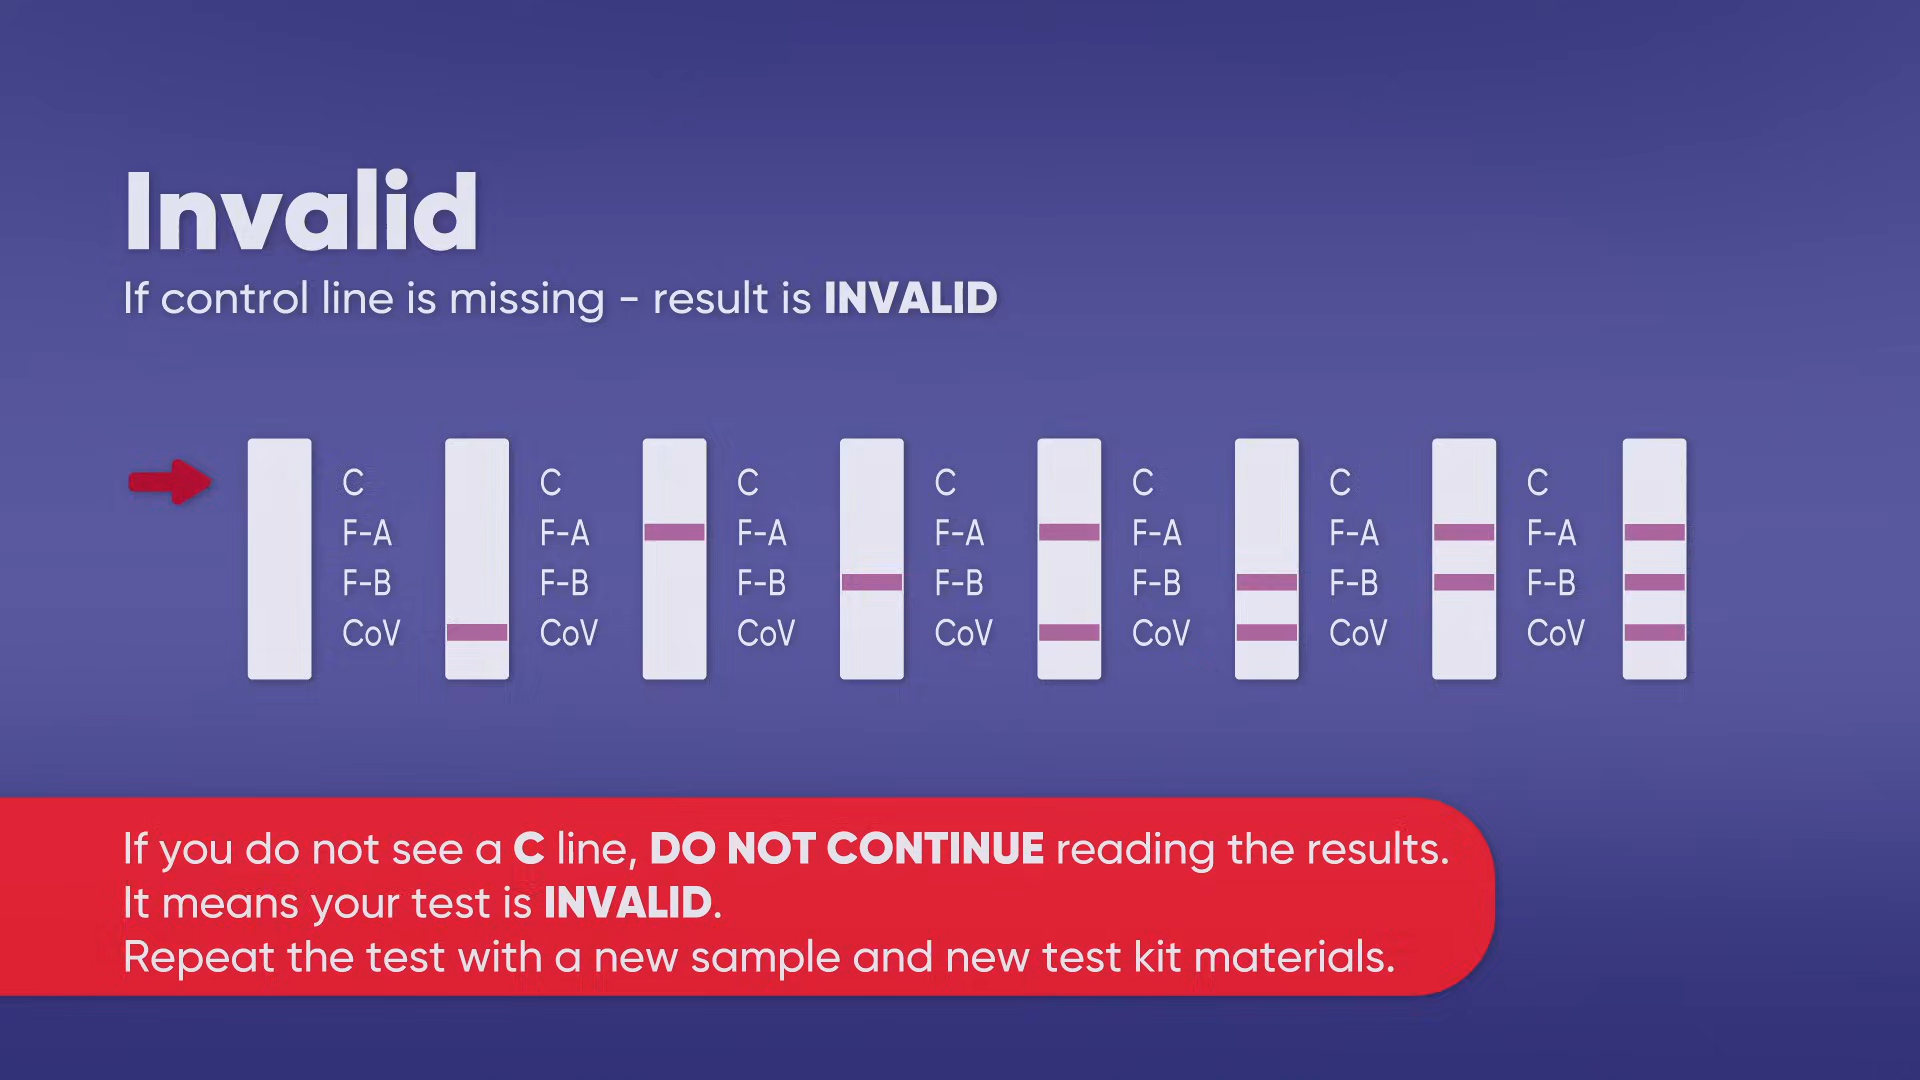 Invalid
If control line is missing - result is INVALID
C C C C C C C
F-A F-A F-A F-A F-A F-A F-A
F-B F-B F-B F-B F-B F-B F-B
CoV CoV CoV CoV CoV CoV CoV
If you do not see a C line, DO NOT CONTINUE reading the results.
It means your test is INVALID.
Repeat the test with a new sample and new test kit materials.